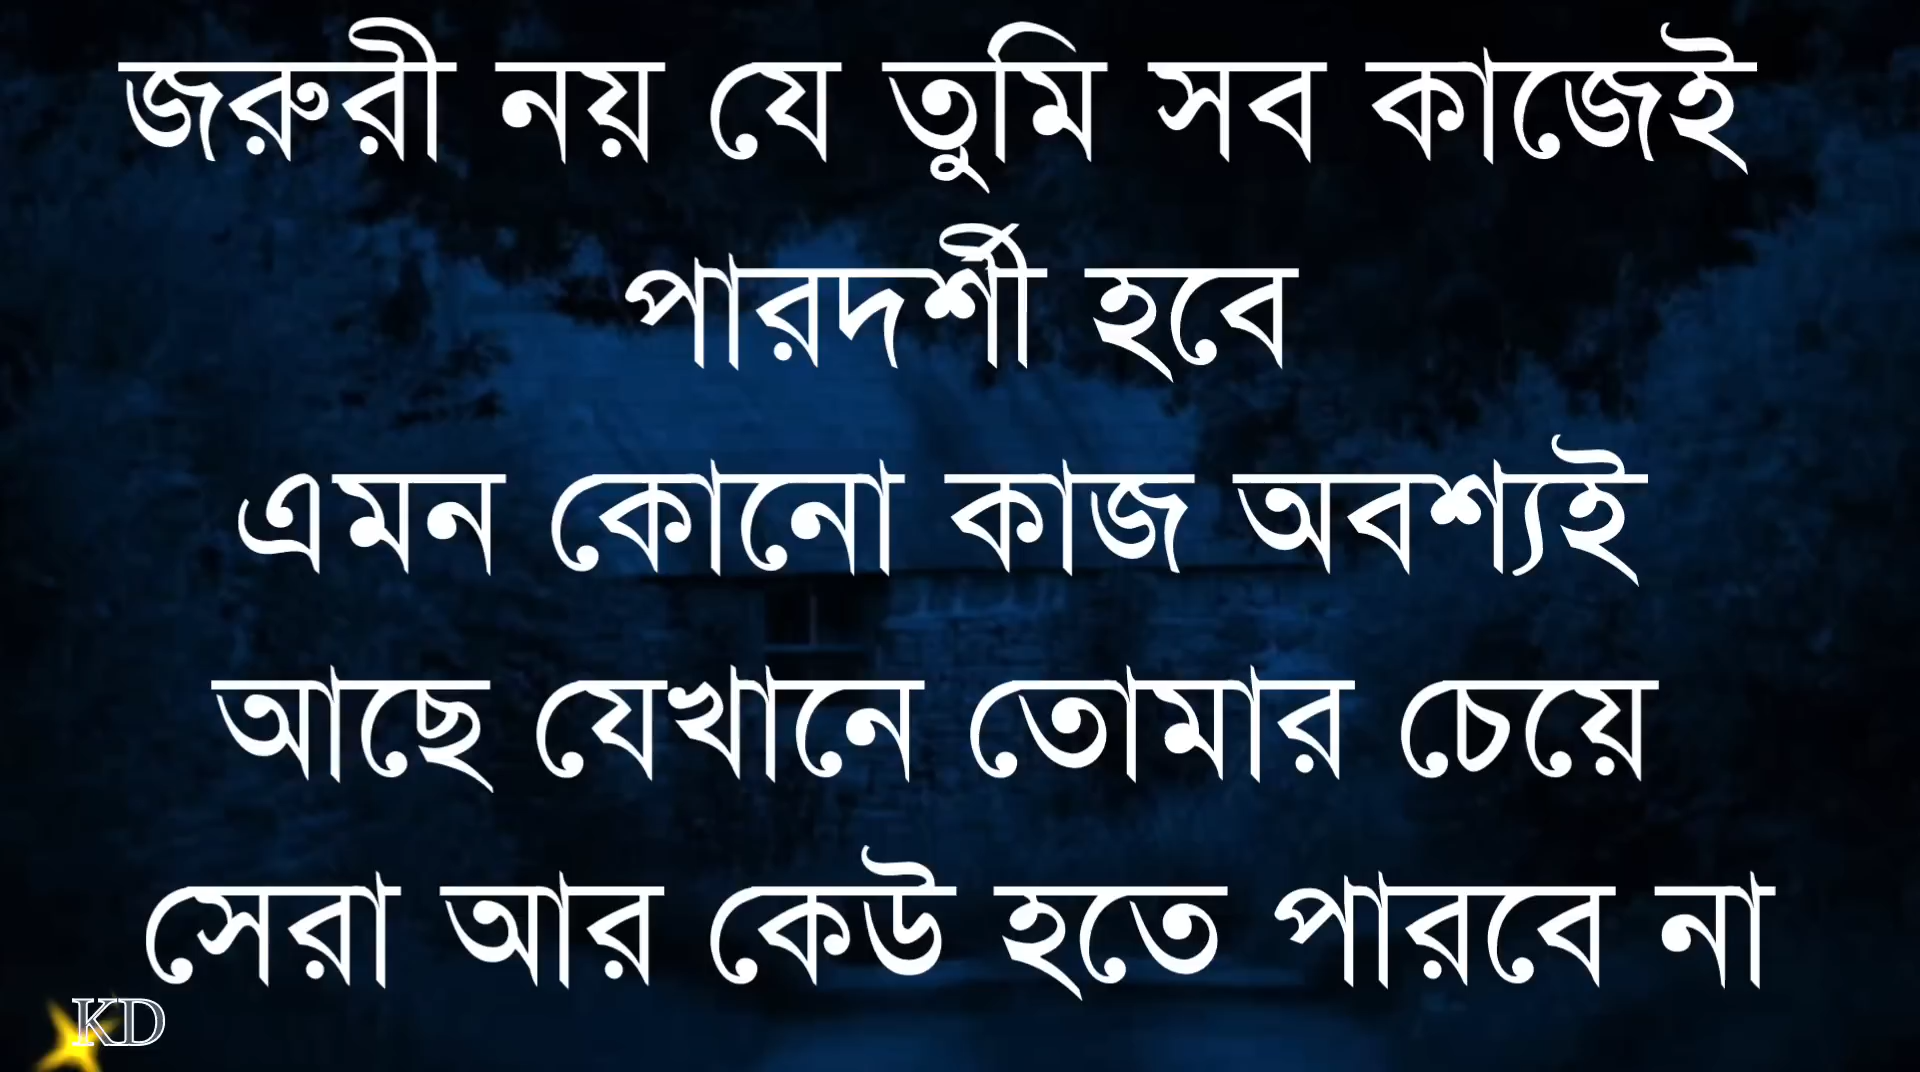 জরুরী নয় যে তুমি সব কাজেই
পারদর্শী হবে
এমন কোনো কাজ অবশ্যই
আছে যেখানে তোমার চেয়ে
সেরা আর কেউ হতে পারবে না
KD